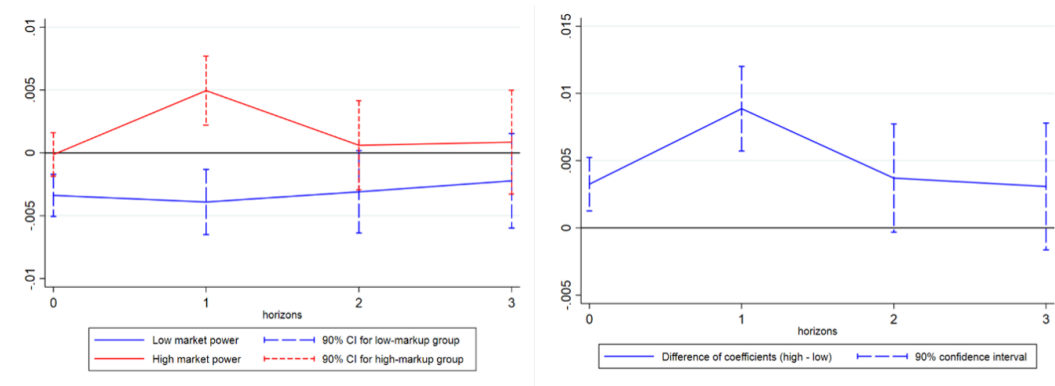 .01
.005
0
-.005
-.01
0 1 2 3
horizons
Low market power 90% CI for low-markup group
High market power 90% CI for high-markup group
.015
.01
.005
0
-.005
0 1 2 3
horizons
Difference of coefficients (high - low) 90% confidence interval